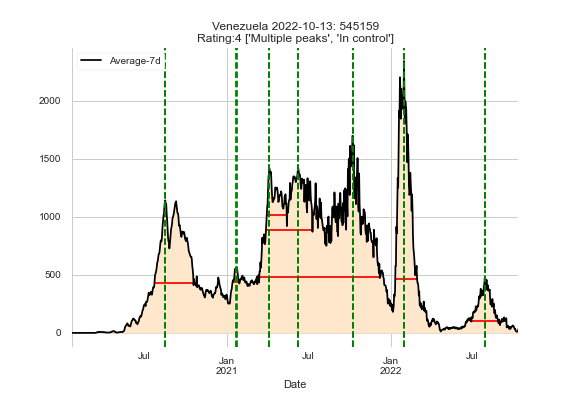 Venezuela 2022-10-13: 545159
Rating:4 ['Multiple peaks', 'In control']
Average-7d
2000
1500
1000
500
0
Jul
Jan
2021
Jul
Jan
2022
Jul
Date